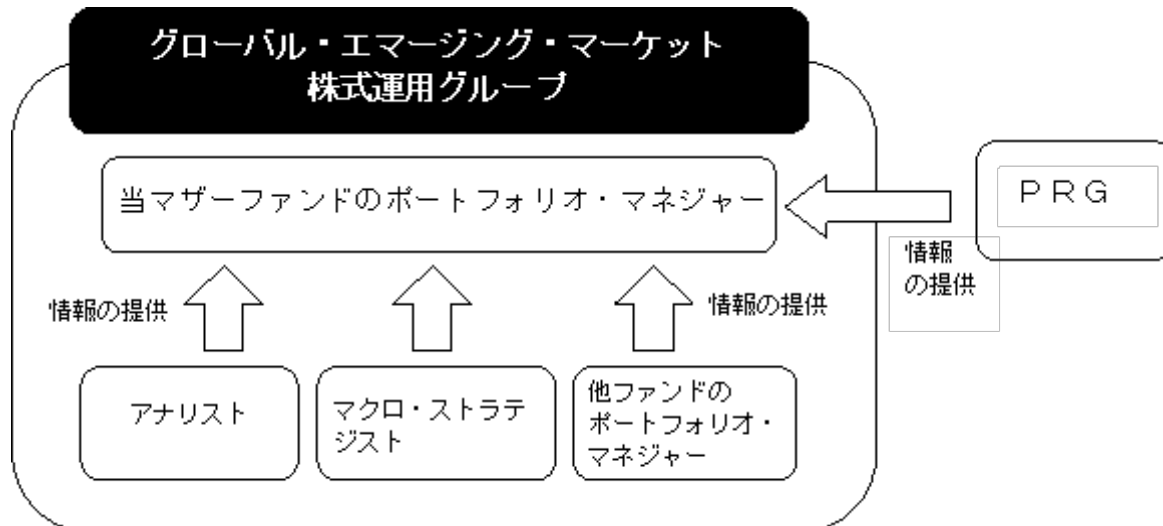 グローバル・エマージング・マーケット
株式運用グループ
当マザーファンドのポートフォリオ・マネジャー
ＰＲＧ
情報
の提供
情報の提供
情報の提供
アナリスト
マクロ・ストラテ
ジスト
他ファンドの
ポートフォリオ・
マネジャー